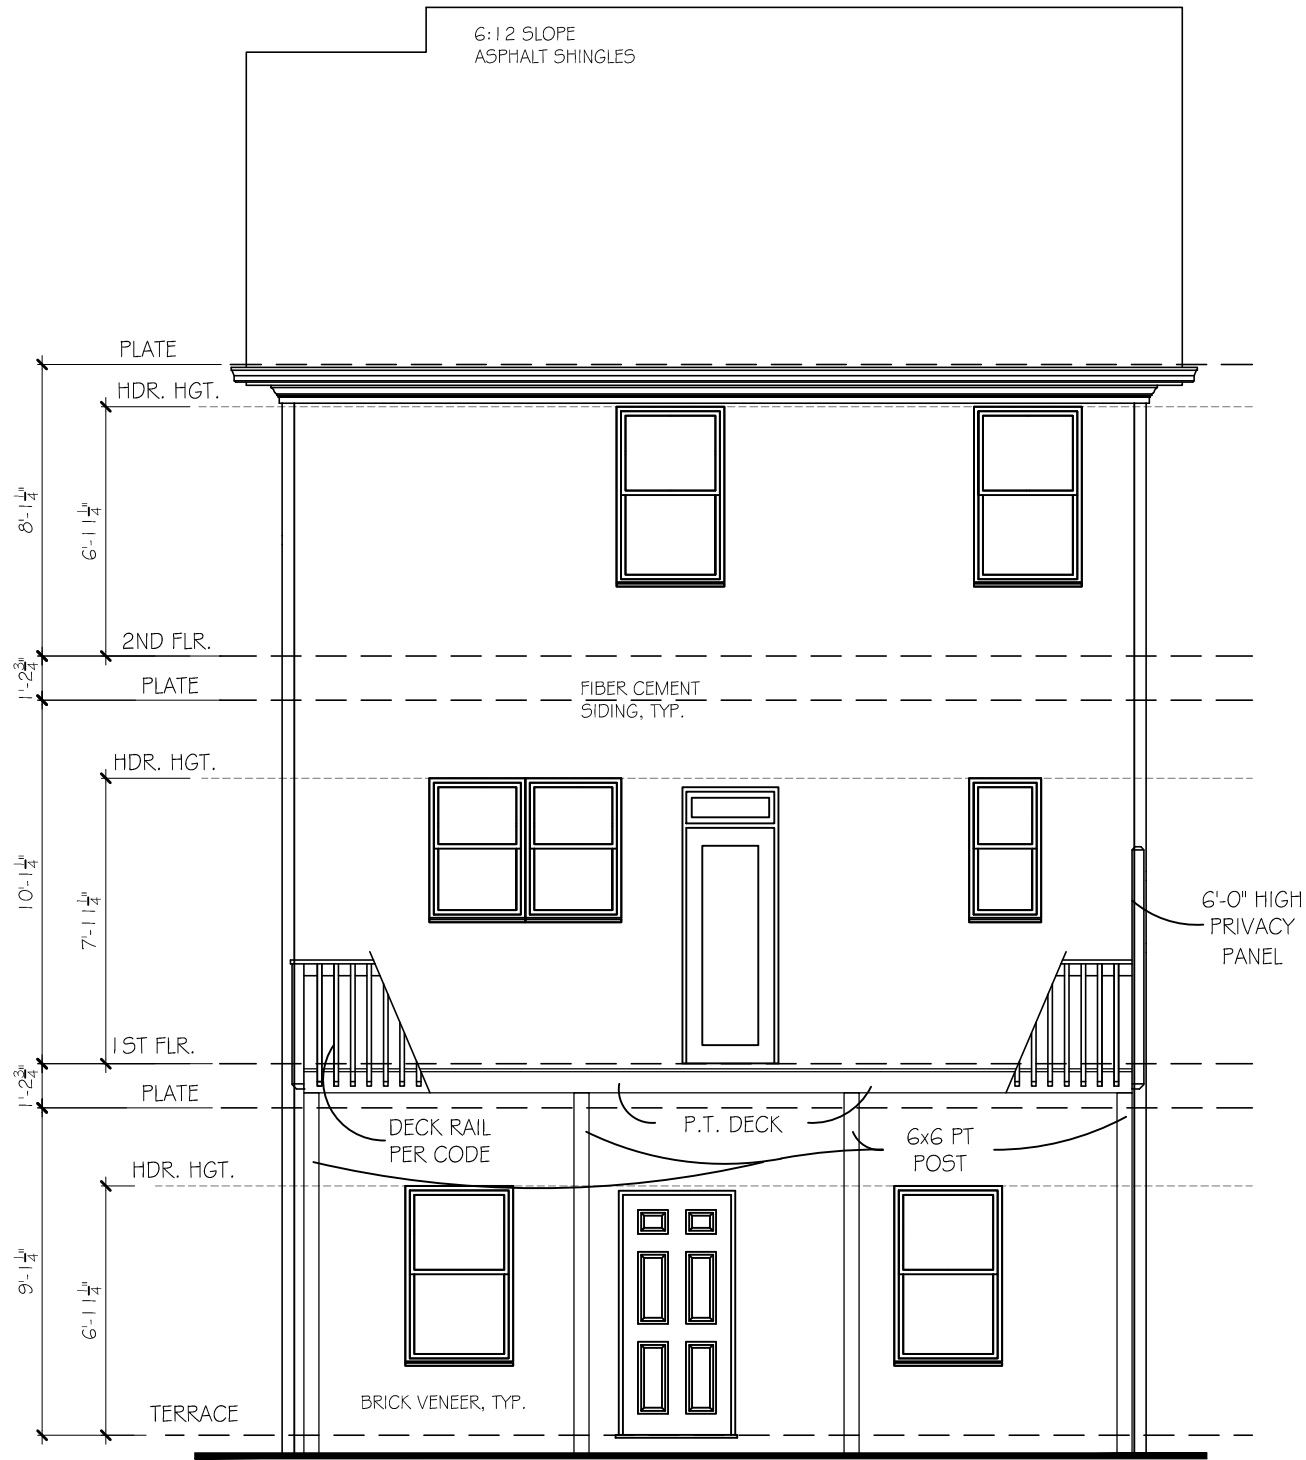 6:12 SLOPE
ASPHALT SHINGLES
PLATE
HDR. HGT.
8'-1 1/4"
6'-11 1/4"
2ND FLR.
1'-2 3/4"
PLATE
FIBER CEMENT
SIDING, TYP.
HDR. HGT.
10'-1 1/4"
7'-11 1/4"
6'-0" HIGH
PRIVACY
PANEL
1ST FLR.
1'-2 3/4"
PLATE
DECK RAIL
PER CODE
P.T. DECK
6x6 PT
POST
HDR. HGT.
9'-1 1/4"
6'-11 1/4"
BRICK VENEER, TYP.
TERRACE